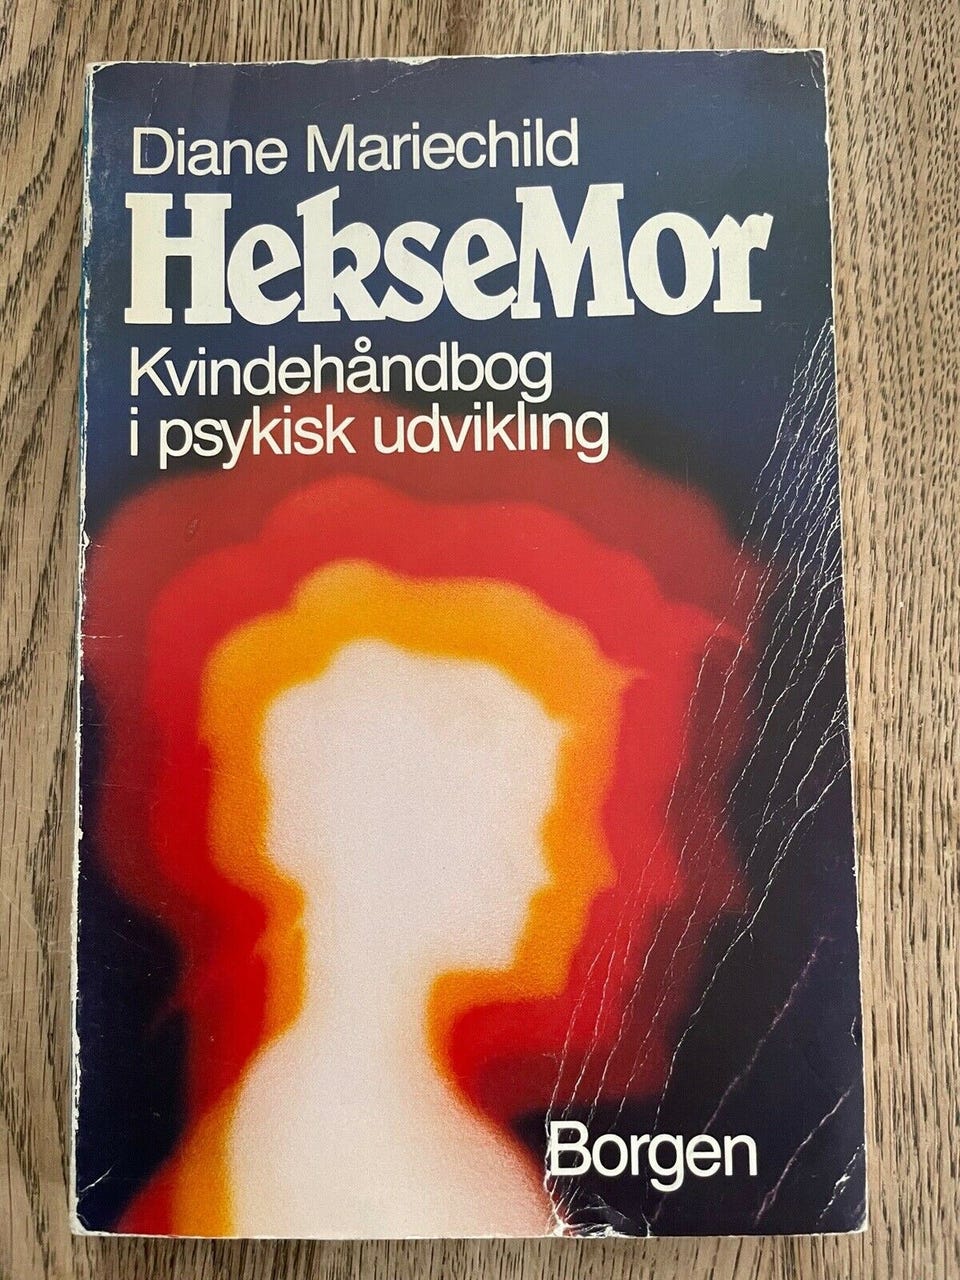 Diane Mariechild
HekseMor
Kvindehåndbog
i psykisk udvikling
Borgen